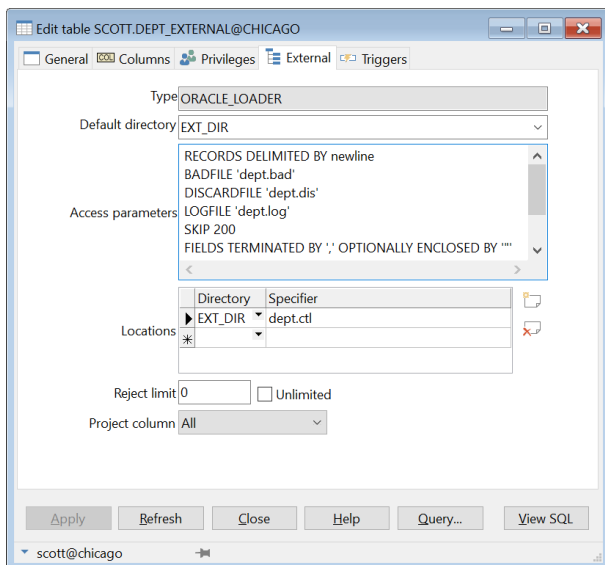 Edit table SCOTT.DEPT_EXTERNAL@CHICAGO
General COL Columns Privileges External Triggers
Type ORACLE_LOADER
Default directory EXT_DIR
RECORDS DELIMITED BY newline
BADFILE 'dept.bad'
DISCARDFILE 'dept.dis'
Access parameters LOGFILE 'dept.log'
SKIP 200
FIELDS TERMINATED BY ',' OPTIONALLY ENCLOSED BY '"'
Directory Specifier
EXT_DIR dept.ctl
Locations
Reject limit 0 Unlimited
Project column All
Apply Refresh Close Help Query... View SQL
scott@chicago